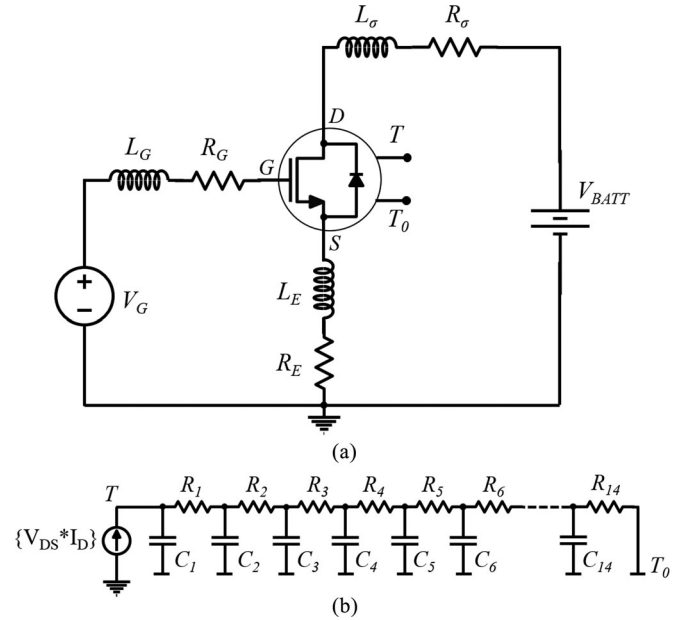 L_σ R_σ
D
L_G R_G G T
T_0
V_BATT
S
+
−
V_G
L_E
R_E
(a)
T R_1 R_2 R_3 R_4 R_5 R_6 R_14
{V_DS*I_D}
C_1 C_2 C_3 C_4 C_5 C_6 C_14 T_0
(b)